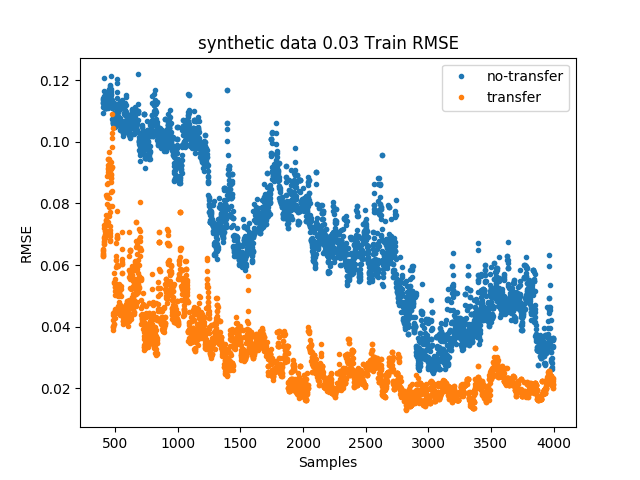 synthetic data 0.03 Train RMSE
no-transfer
transfer
0.12
0.10
0.08
0.06
0.04
0.02
RMSE
500 1000 1500 2000 2500 3000 3500 4000
Samples